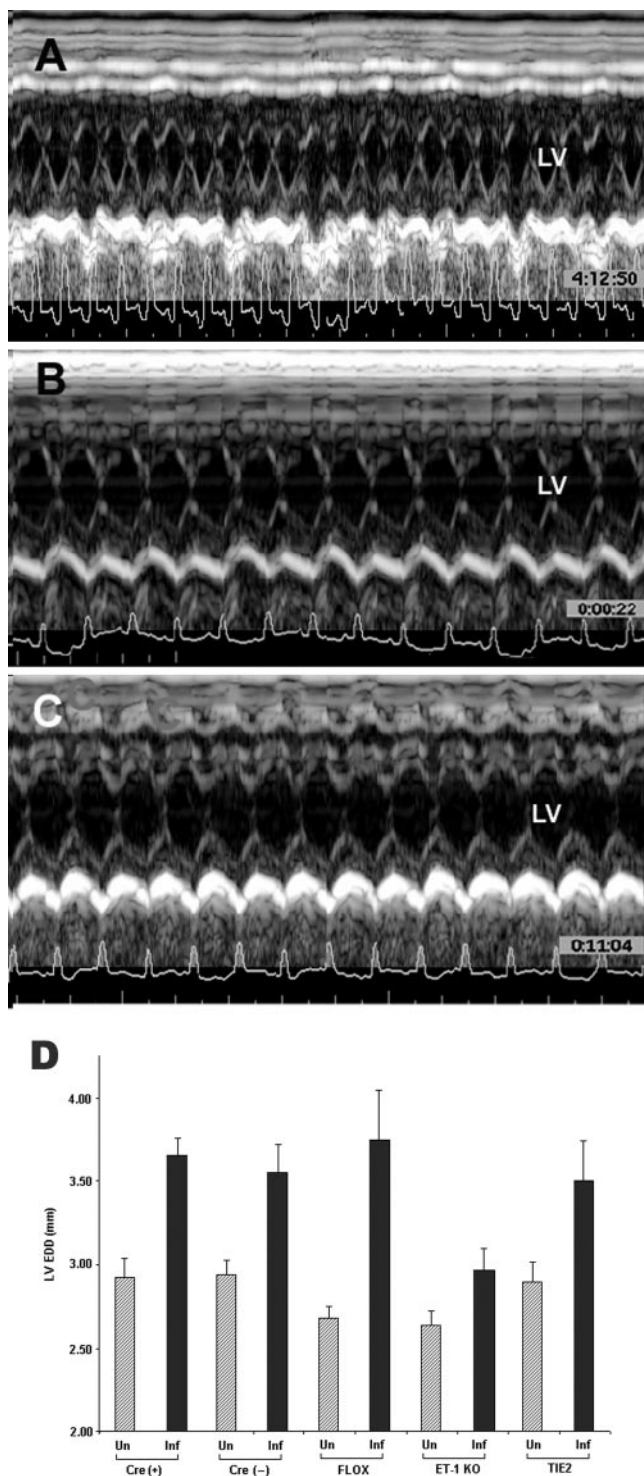 A
LV
4:12:50
B
LV
0:00:22
C
LV
0:11:04
D
4.00
3.50
3.00
2.50
2.00
LV EDD (mm)
Un Inf Un Inf Un Inf Un Inf Un Inf
Cre (+) Cre (−) FLOX ET-1 KO TIE2